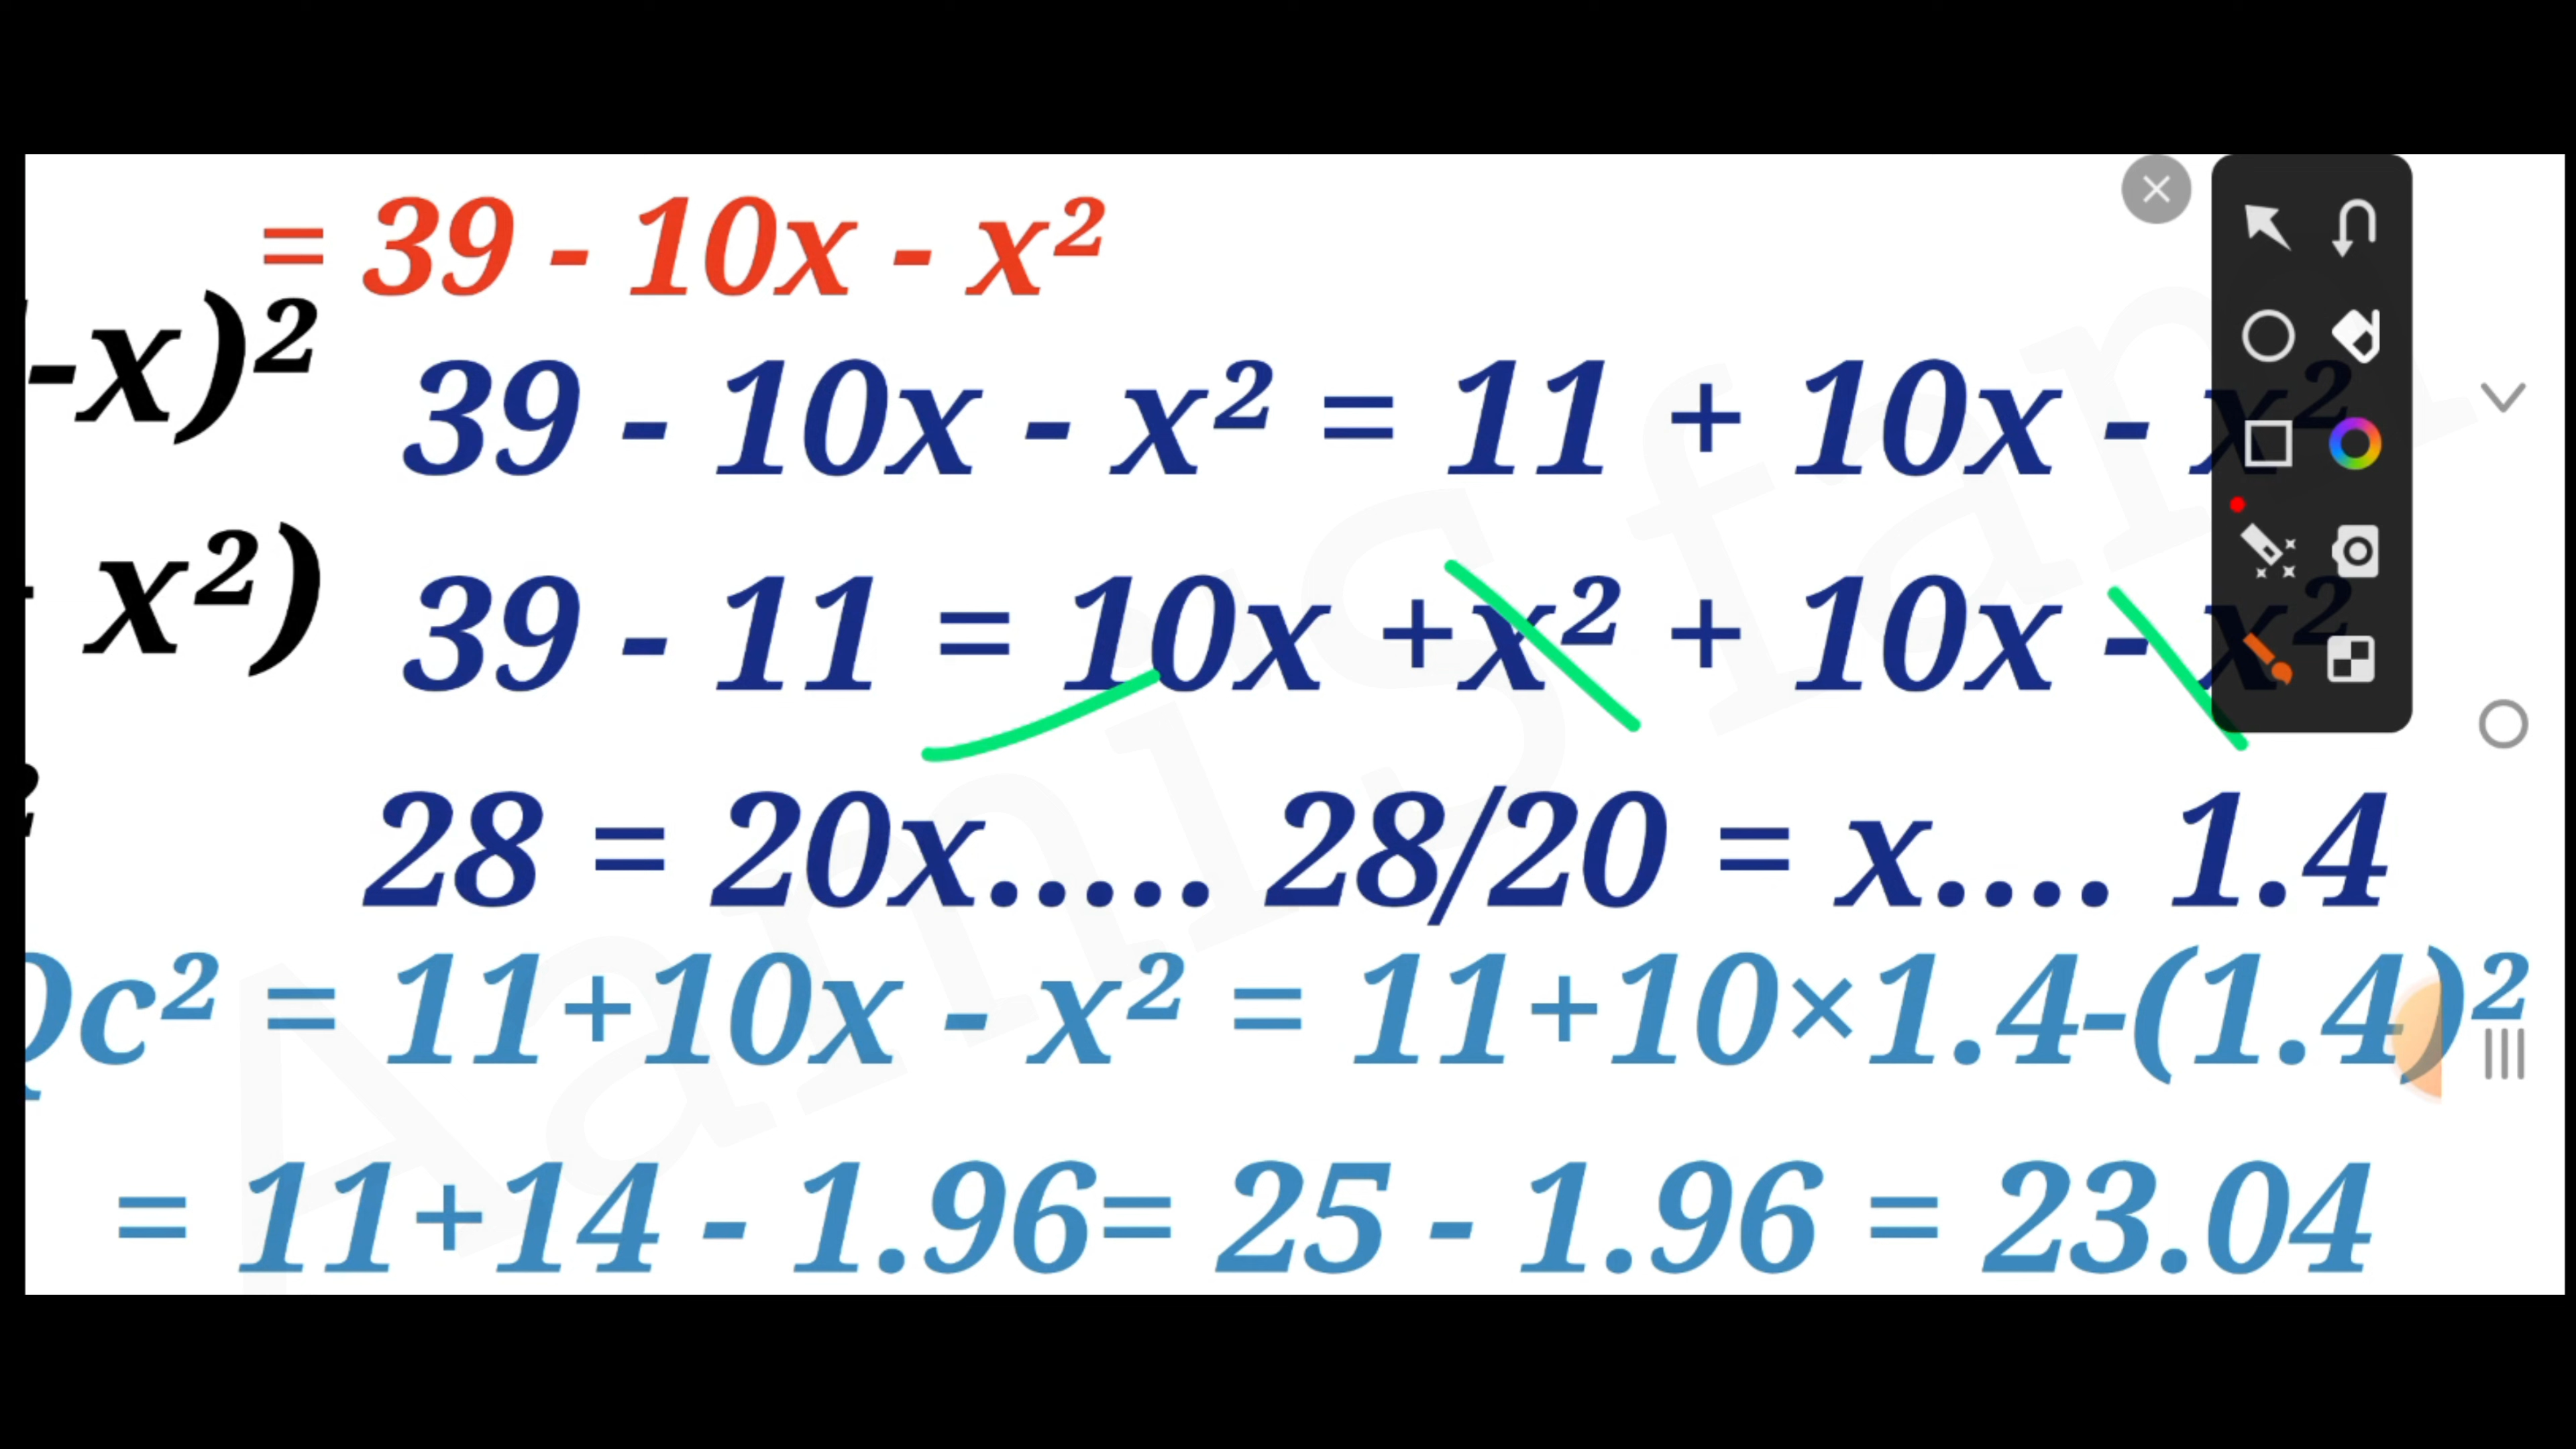 = 39 - 10x - x²
-x)²
39 - 10x - x² = 11 + 10x - x²
x²)
39 - 11 = 10x +x² + 10x - x²
28 = 20x..... 28/20 = x.... 1.4
Qc² = 11+10x - x² = 11+10×1.4-(1.4)²
= 11+14 - 1.96= 25 - 1.96 = 23.04